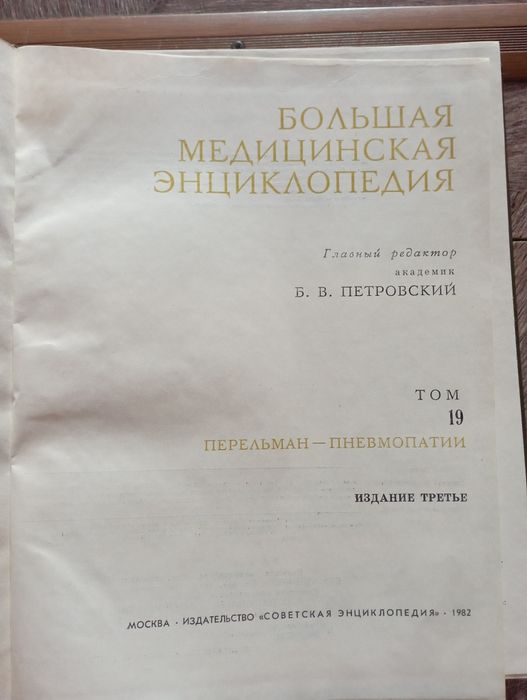 БОЛЬШАЯ
МЕДИЦИНСКАЯ
ЭНЦИКЛОПЕДИЯ
Главный редактор
академик
Б. В. ПЕТРОВСКИЙ
ТОМ
19
ПЕРЕЛЬМАН — ПНЕВМОПАТИИ
ИЗДАНИЕ ТРЕТЬЕ
МОСКВА · ИЗДАТЕЛЬСТВО «СОВЕТСКАЯ ЭНЦИКЛОПЕДИЯ» · 1982